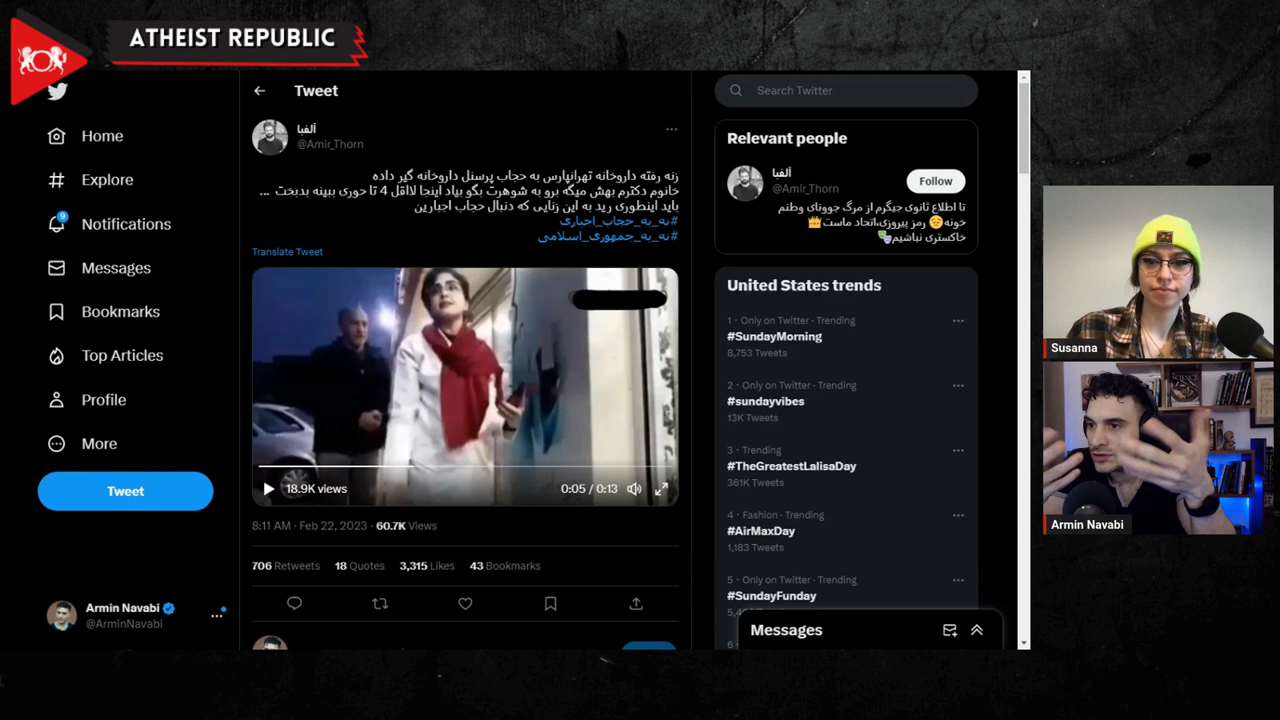 ATHEIST REPUBLIC
Home
Explore
9
Notifications
Messages
Bookmarks
Top Articles
Profile
More
Tweet
Armin Navabi
@ArminNavabi
Tweet
آلفبا
@Amir_Thorn
زنه رفته داروخانه تهرانپارس به حجاب پرسنل داروخانه گیر داده
خانوم دکترم بهش میگه برو به شوهرت بگو بیاد اینجا لااقل 4 تا حوری ببینه بدبخت ...
باید اینطوری رید به این زنایی که دنبال حجاب اجبارین
#نه_به_حجاب_اجباری
#نه_به_جمهوری_اسلامی
Translate Tweet
18.9K views
0:05 / 0:13
8:11 AM · Feb 22, 2023 · 60.7K Views
706 Retweets 18 Quotes 3,315 Likes 43 Bookmarks
Search Twitter
Relevant people
آلفبا
@Amir_Thorn
Follow
تا اطلاع ثانوی جیگرم از مرگ جوونای وطنم
خونه😔 رمز پیروزی،اتحاد ماست👑
خاکستری نباشیم🎭
United States trends
1 · Only on Twitter · Trending
#SundayMorning
8,753 Tweets
2 · Only on Twitter · Trending
#sundayvibes
13K Tweets
3 · Trending
#TheGreatestLalisaDay
361K Tweets
4 · Fashion · Trending
#AirMaxDay
1,183 Tweets
5 · Only on Twitter · Trending
#SundayFunday
Messages
Susanna
Armin Navabi